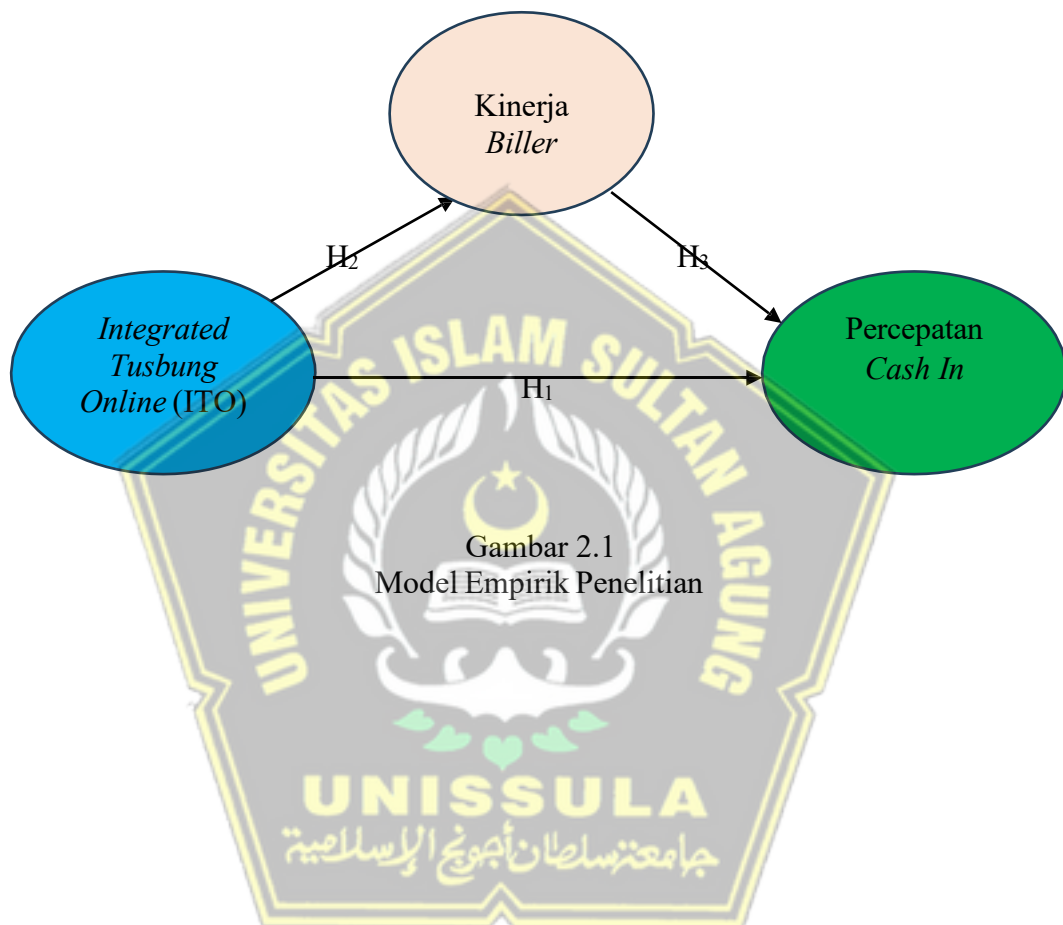 Kinerja
Biller
H₂
H₃
Integrated
Tusbung
Online (ITO)
Percepatan
Cash In
H₁
UNIVERSITAS ISLAM SULTAN AGUNG
Gambar 2.1
Model Empirik Penelitian
UNISSULA
جامعة سلطان أجونج الإسلامية